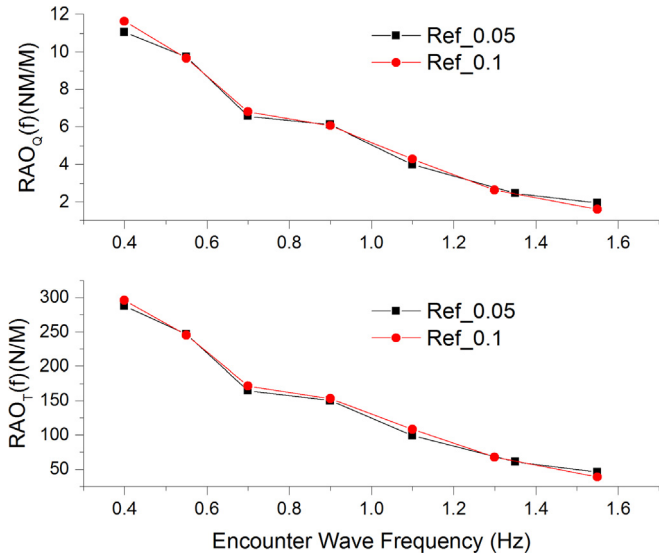 12
10
8
6
4
2
RAO_Q(f)(NM/M)
Ref_0.05
Ref_0.1
0.4 0.6 0.8 1.0 1.2 1.4 1.6
300
250
200
150
100
50
RAO_T(f)(N/M)
Ref_0.05
Ref_0.1
0.4 0.6 0.8 1.0 1.2 1.4 1.6
Encounter Wave Frequency (Hz)